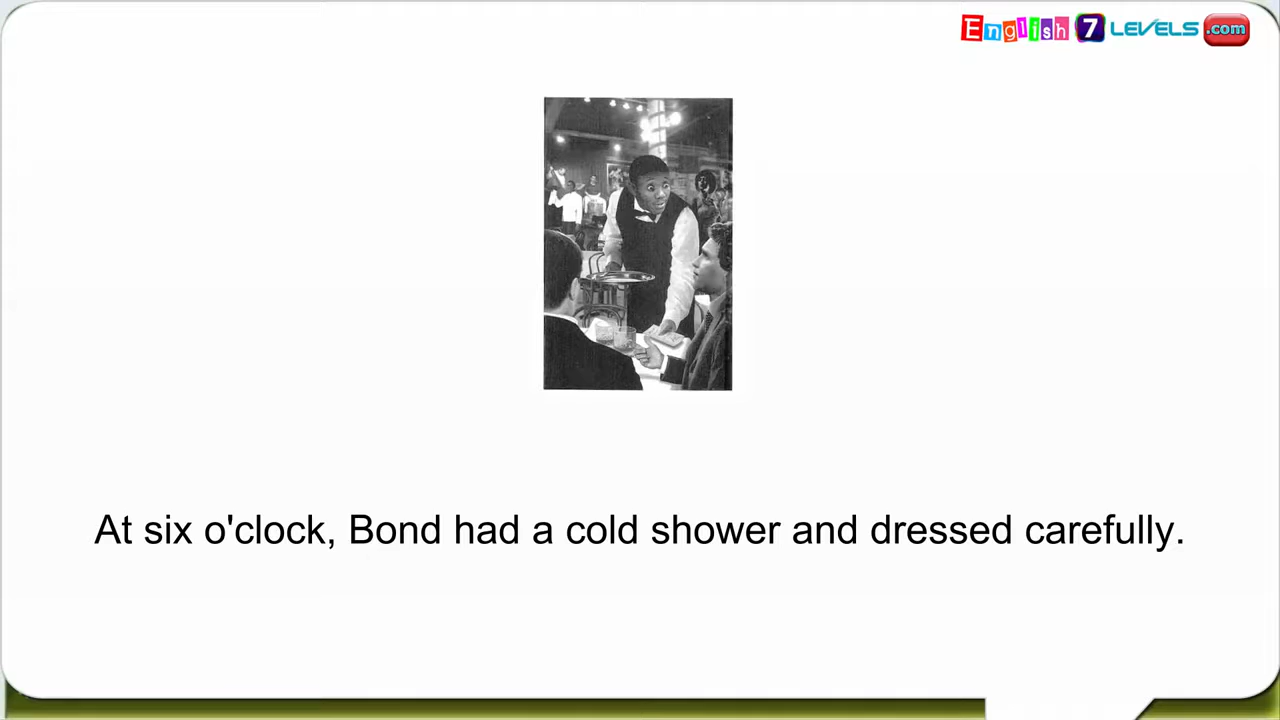 English 7 LEVELS .com
At six o'clock, Bond had a cold shower and dressed carefully.